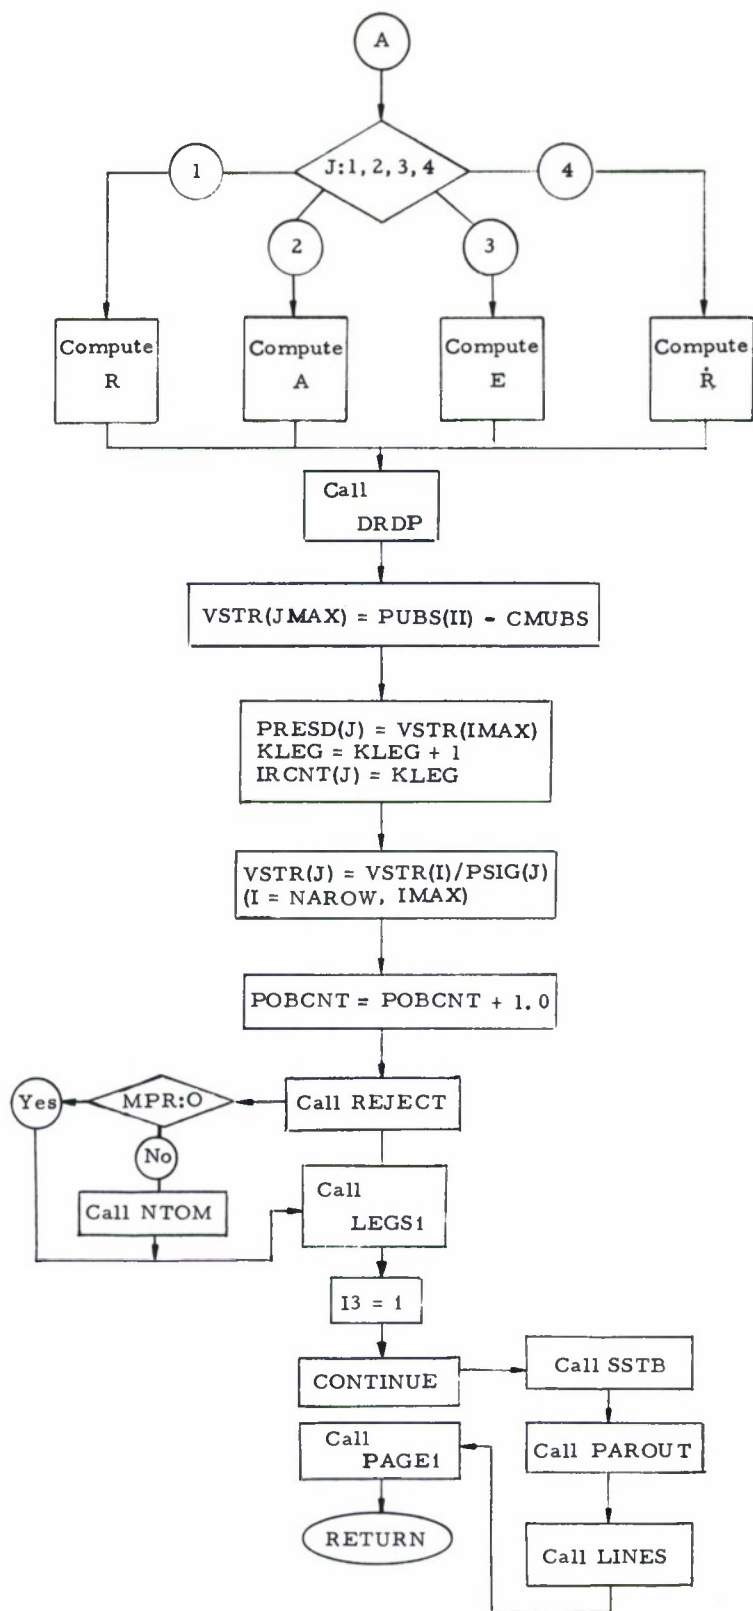 A
J:1, 2, 3, 4
1
4
2
3
Compute
R
Compute
A
Compute
E
Compute
Ṙ
Call
DRDP
VSTR(JMAX) = PUBS(II) - CMUBS
PRESD(J) = VSTR(IMAX)
KLEG = KLEG + 1
IRCNT(J) = KLEG
VSTR(J) = VSTR(I)/PSIG(J)
(I = NAROW, IMAX)
POBCNT = POBCNT + 1.0
Yes
MPR:O
Call REJECT
No
Call NTOM
Call
LEGS1
I3 = 1
CONTINUE
Call SSTB
Call
PAGE1
Call PAROUT
RETURN
Call LINES